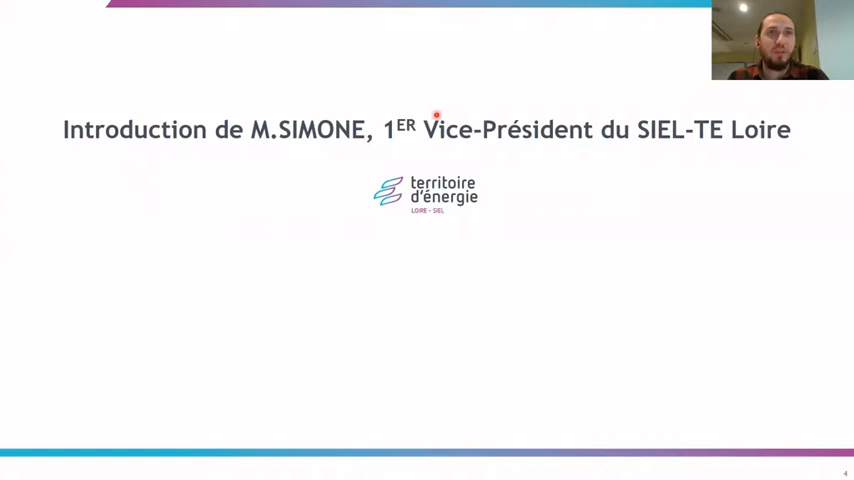 Introduction de M.SIMONE, 1ER Vice-Président du SIEL-TE Loire
territoire
d'énergie
LOIRE - SIEL
4